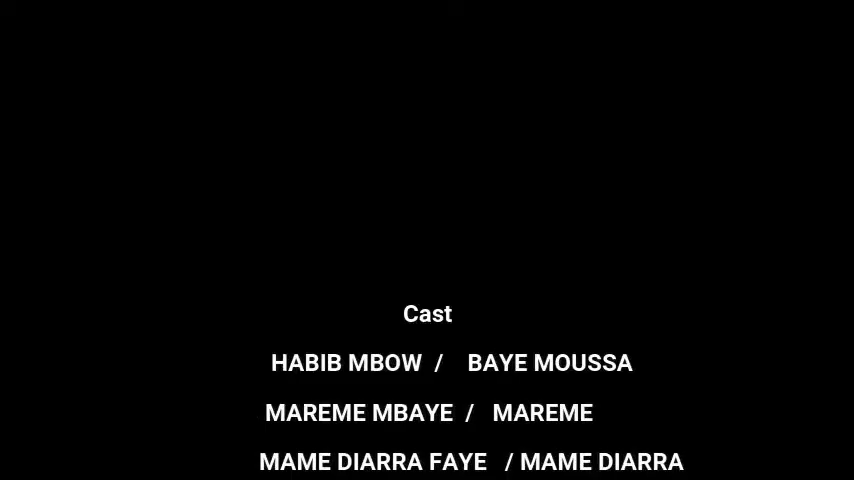 Cast
HABIB MBOW / BAYE MOUSSA
MAREME MBAYE / MAREME
MAME DIARRA FAYE / MAME DIARRA